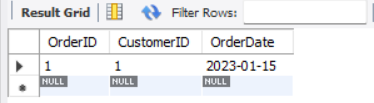 Result Grid Filter Rows:
OrderID CustomerID OrderDate
1 1 2023-01-15
NULL NULL NULL